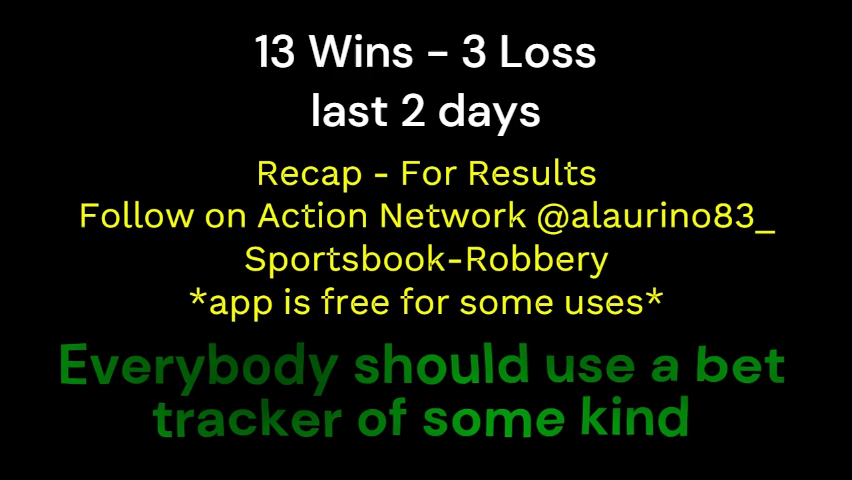 13 Wins - 3 Loss
last 2 days
Recap - For Results
Follow on Action Network @alaurino83_
Sportsbook-Robbery
*app is free for some uses*
Everybody should use a bet
tracker of some kind